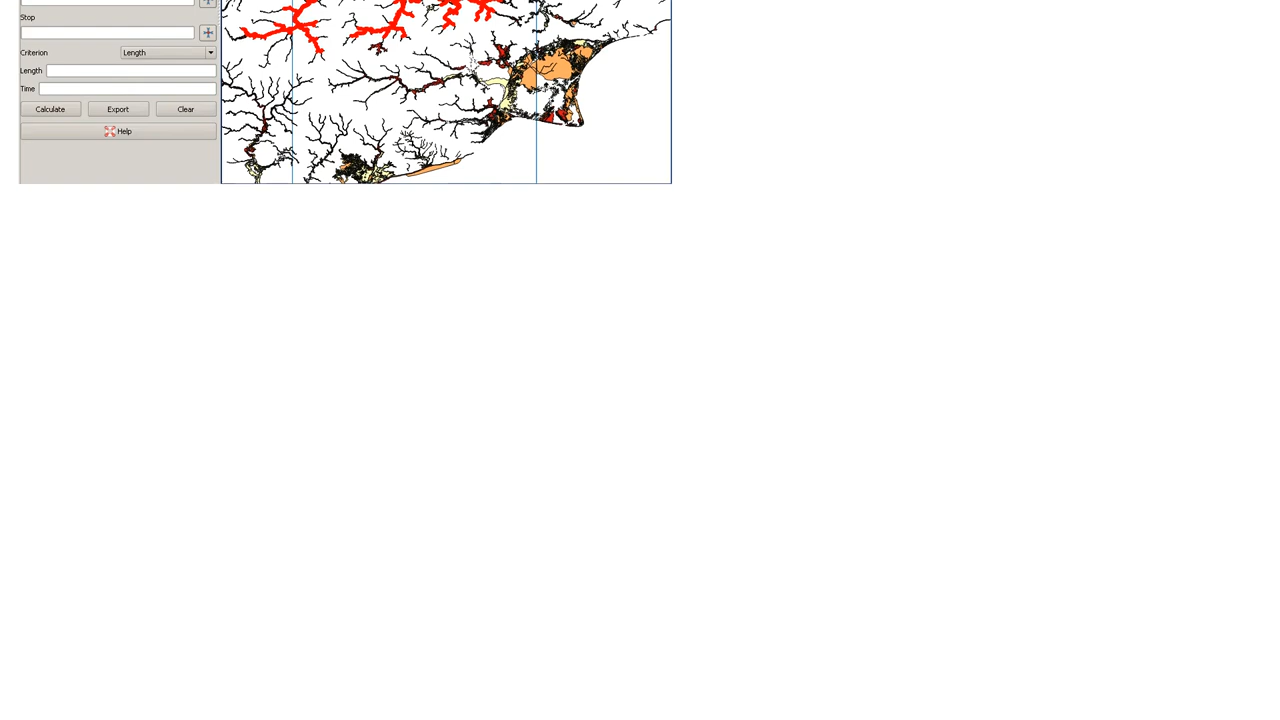 Stop
Criterion Length
Length
Time
Calculate Export Clear
Help